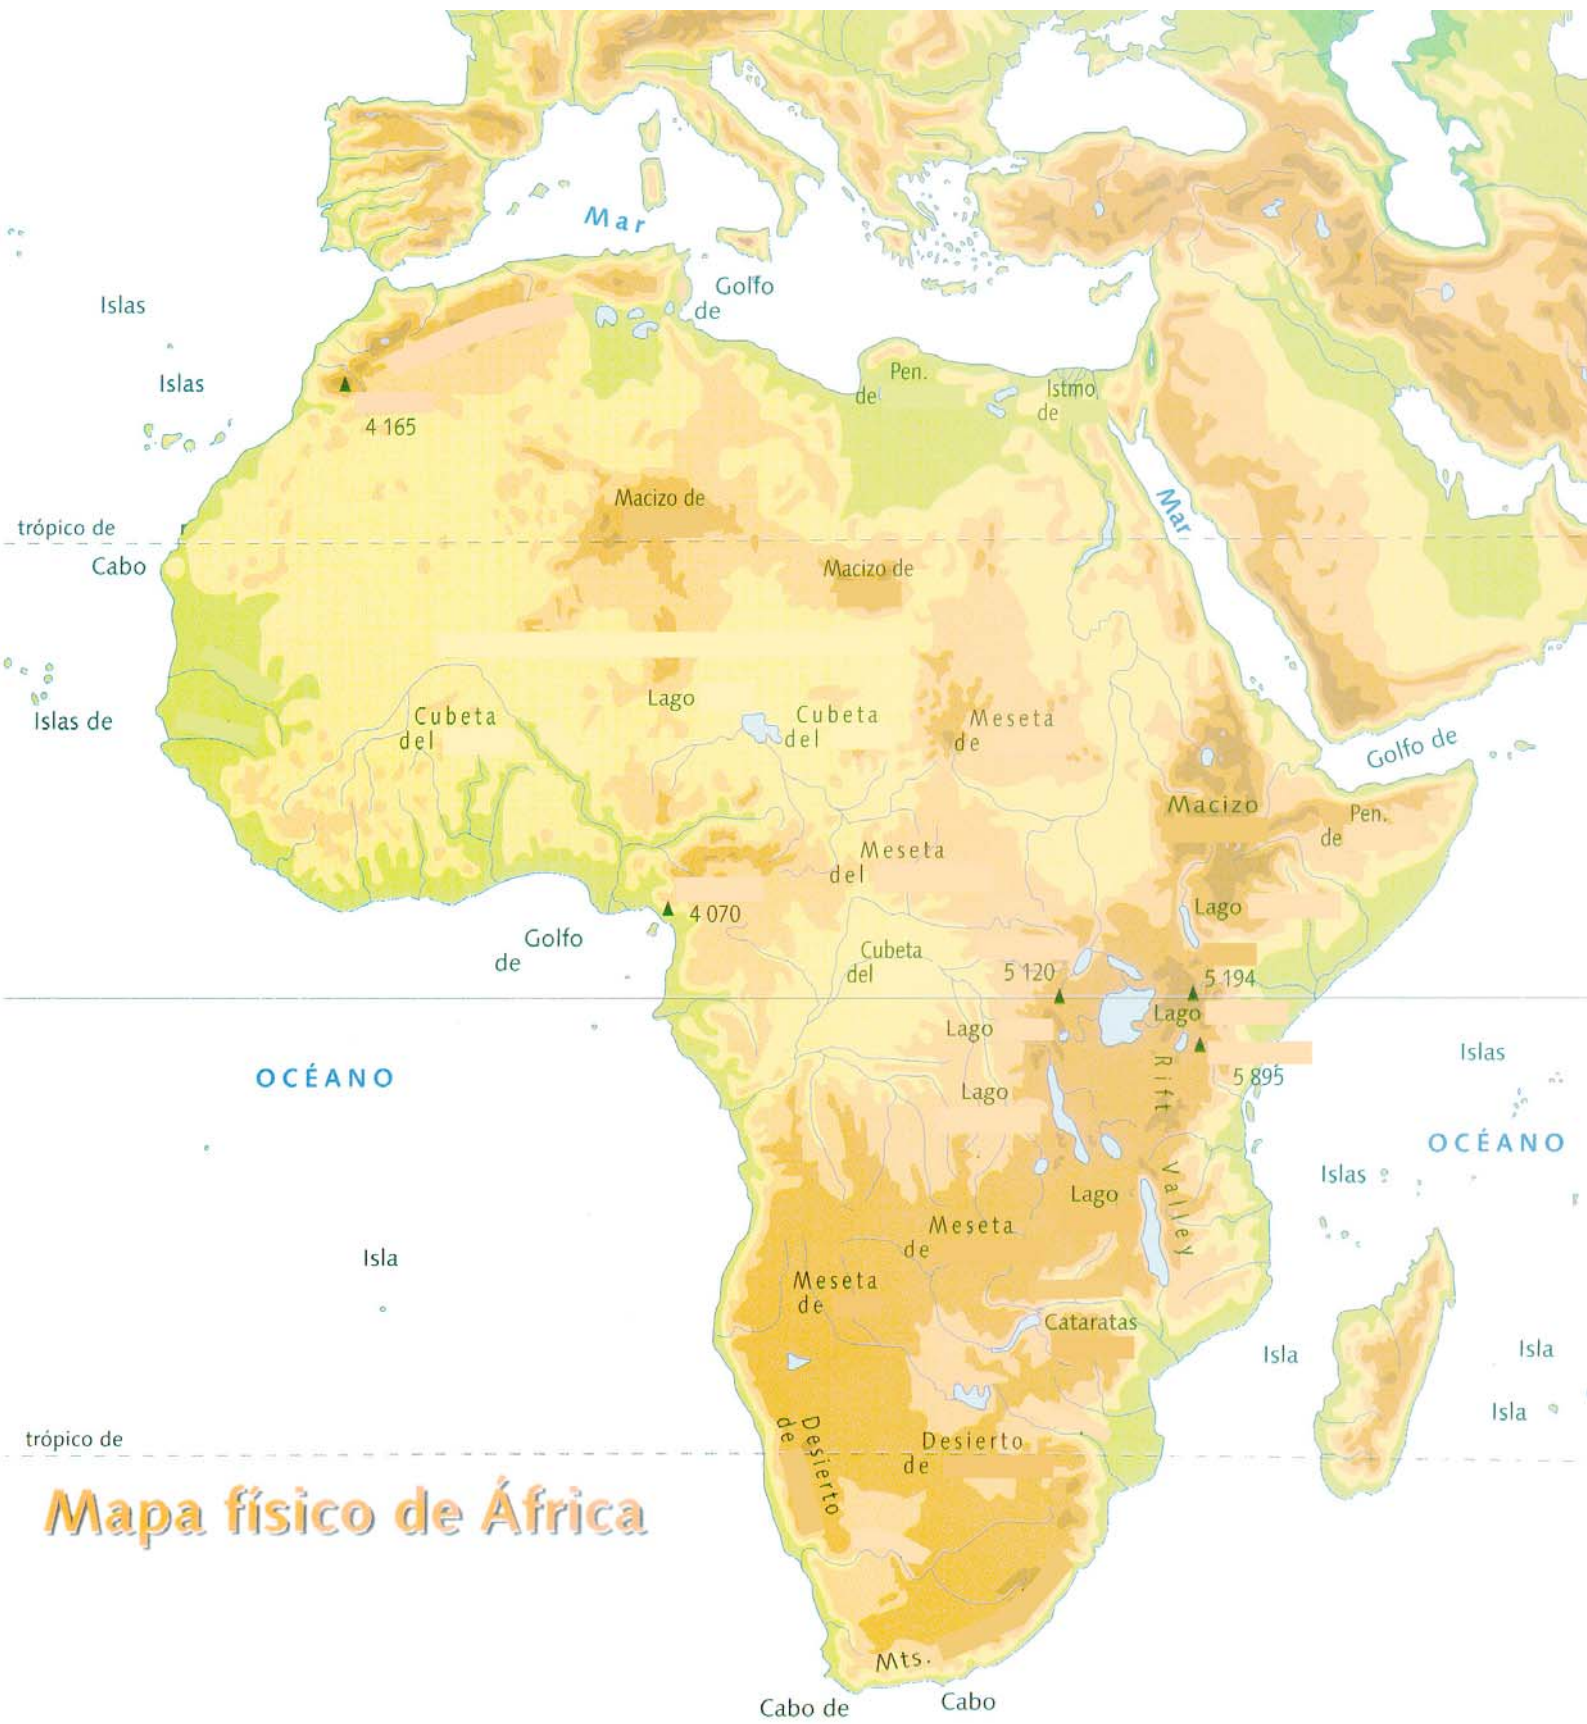 Mar
Golfo
de
Islas
Islas
Pen.
de
Istmo
de
4 165
Macizo de
Mar
trópico de
Cabo
Macizo de
Lago
Islas de
Cubeta
del
Cubeta
del
Meseta
de
Golfo de
Macizo
Pen.
de
Meseta
del
4 070
Lago
Golfo
de
Cubeta
del
5 120
5 194
Lago
Lago
Islas
OCÉANO
5 895
Rift Valley
Lago
OCÉANO
Islas
Lago
Meseta
de
Isla
Meseta
de
Cataratas
Isla
Isla
Isla
Desierto
de
Desierto
de
trópico de
Mapa físico de África
Mts.
Cabo de
Cabo